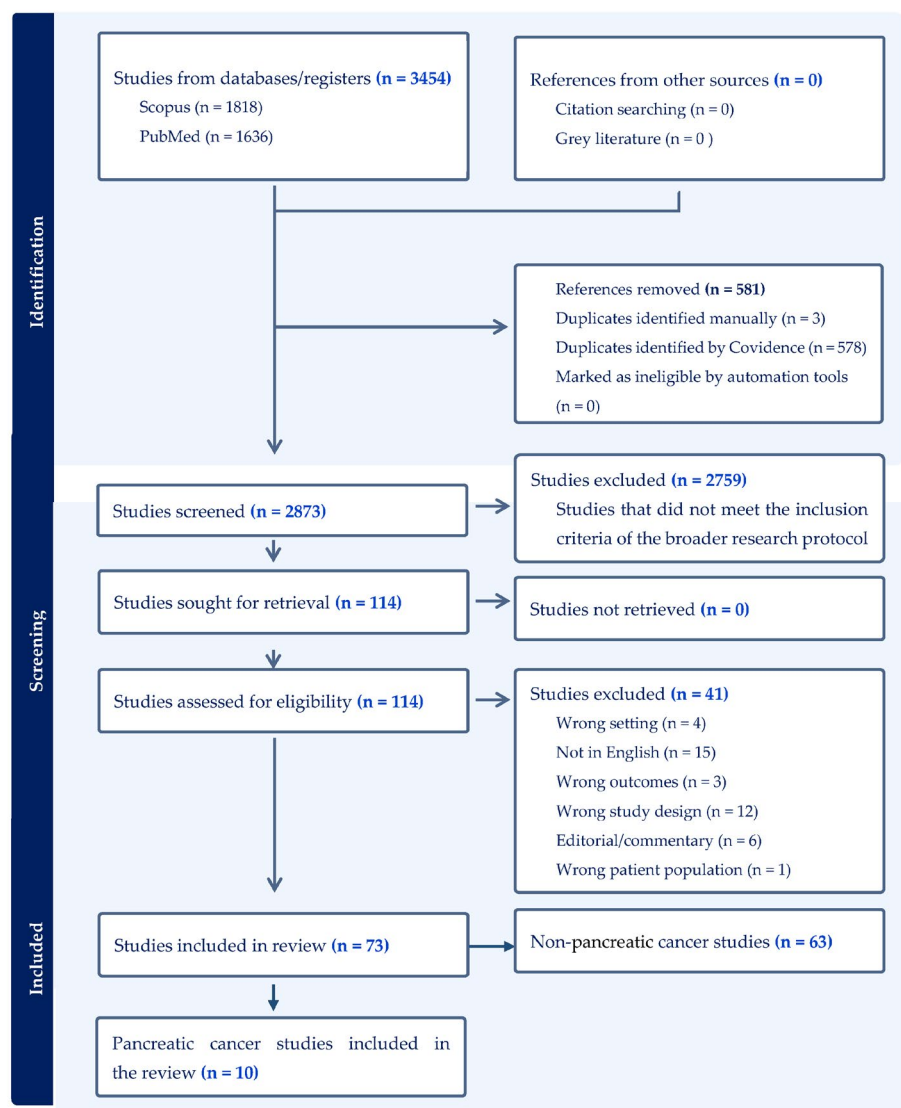 Identification
Studies from databases/registers (n = 3454)
Scopus (n = 1818)
PubMed (n = 1636)
References from other sources (n = 0)
Citation searching (n = 0)
Grey literature (n = 0 )
References removed (n = 581)
Duplicates identified manually (n = 3)
Duplicates identified by Covidence (n = 578)
Marked as ineligible by automation tools
(n = 0)
Screening
Studies screened (n = 2873)
Studies excluded (n = 2759)
Studies that did not meet the inclusion
criteria of the broader research protocol
Studies sought for retrieval (n = 114)
Studies not retrieved (n = 0)
Studies assessed for eligibility (n = 114)
Studies excluded (n = 41)
Wrong setting (n = 4)
Not in English (n = 15)
Wrong outcomes (n = 3)
Wrong study design (n = 12)
Editorial/commentary (n = 6)
Wrong patient population (n = 1)
Included
Studies included in review (n = 73)
Non-pancreatic cancer studies (n = 63)
Pancreatic cancer studies included in
the review (n = 10)